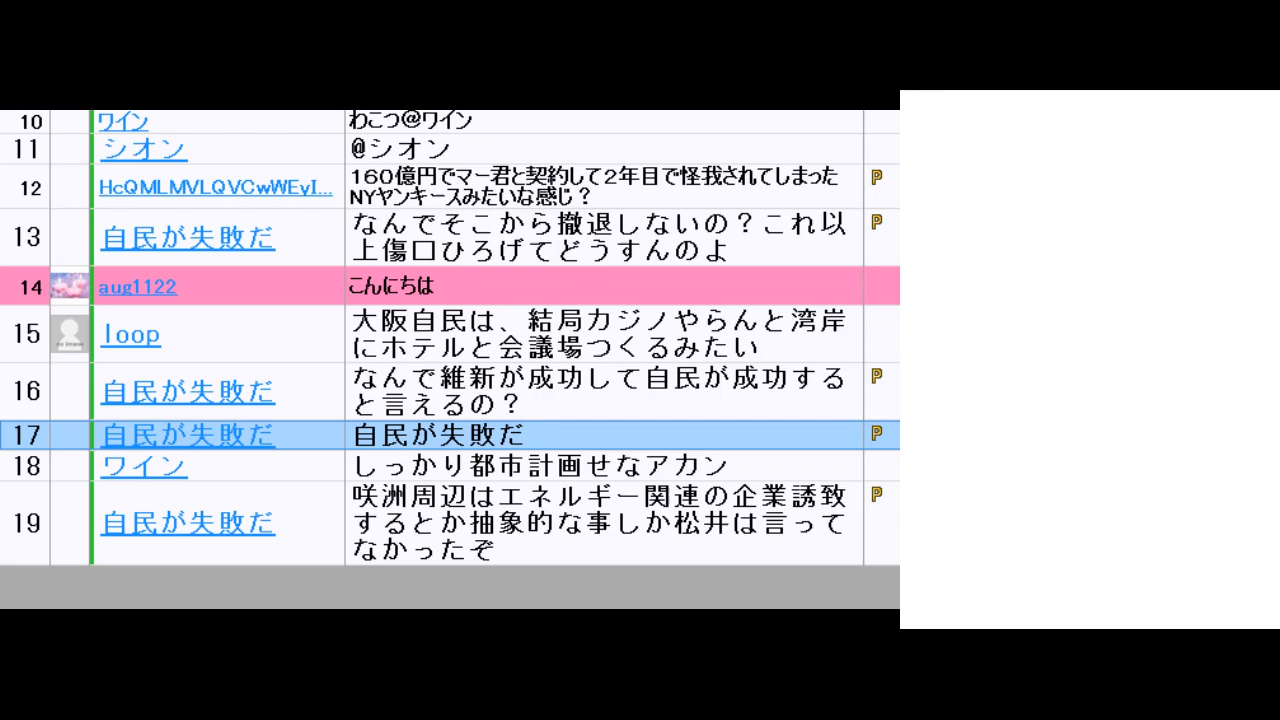 10 ワイン わこつ@ワイン
11 シオン @シオン
12 HcQMLMVLQVCwWEyI... 160億円でマー君と契約して2年目で怪我されてしまった P
NYヤンキースみたいな感じ?
13 自民が失敗だ なんでそこから撤退しないの?これ以 P
上傷口ひろげてどうすんのよ
14 aug1122 こんにちは
15 loop 大阪自民は、結局カジノやらんと湾岸
にホテルと会議場つくるみたい
16 自民が失敗だ なんで維新が成功して自民が成功する P
と言えるの?
17 自民が失敗だ 自民が失敗だ P
18 ワイン しっかり都市計画せなアカン
19 自民が失敗だ 咲洲周辺はエネルギー関連の企業誘致 P
するとか抽象的な事しか松井は言って
なかったぞ